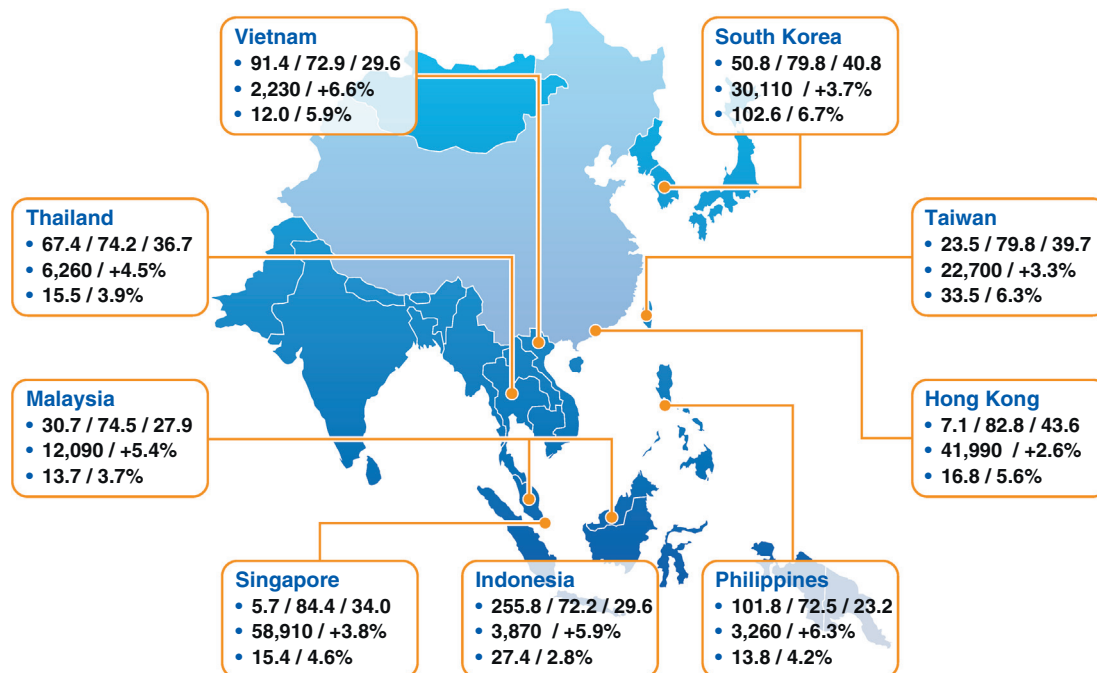 Vietnam
• 91.4 / 72.9 / 29.6
• 2,230 / +6.6%
• 12.0 / 5.9%
South Korea
• 50.8 / 79.8 / 40.8
• 30,110 / +3.7%
• 102.6 / 6.7%
Thailand
• 67.4 / 74.2 / 36.7
• 6,260 / +4.5%
• 15.5 / 3.9%
Taiwan
• 23.5 / 79.8 / 39.7
• 22,700 / +3.3%
• 33.5 / 6.3%
Malaysia
• 30.7 / 74.5 / 27.9
• 12,090 / +5.4%
• 13.7 / 3.7%
Hong Kong
• 7.1 / 82.8 / 43.6
• 41,990 / +2.6%
• 16.8 / 5.6%
Singapore
• 5.7 / 84.4 / 34.0
• 58,910 / +3.8%
• 15.4 / 4.6%
Indonesia
• 255.8 / 72.2 / 29.6
• 3,870 / +5.9%
• 27.4 / 2.8%
Philippines
• 101.8 / 72.5 / 23.2
• 3,260 / +6.3%
• 13.8 / 4.2%